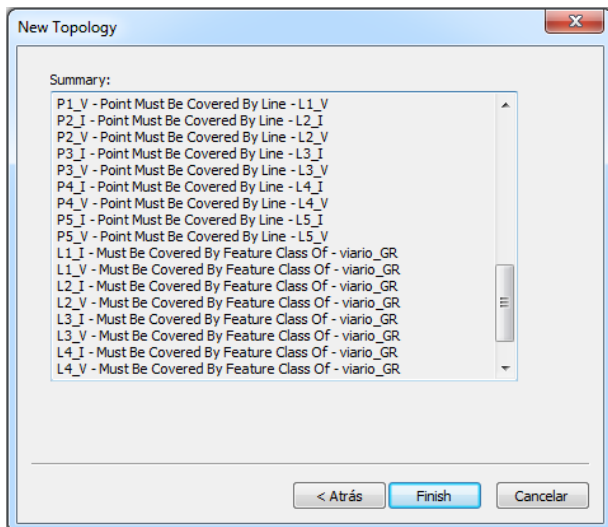 New Topology
Summary:
P1_V - Point Must Be Covered By Line - L1_V
P2_I - Point Must Be Covered By Line - L2_I
P2_V - Point Must Be Covered By Line - L2_V
P3_I - Point Must Be Covered By Line - L3_I
P3_V - Point Must Be Covered By Line - L3_V
P4_I - Point Must Be Covered By Line - L4_I
P4_V - Point Must Be Covered By Line - L4_V
P5_I - Point Must Be Covered By Line - L5_I
P5_V - Point Must Be Covered By Line - L5_V
L1_I - Must Be Covered By Feature Class Of - viario_GR
L1_V - Must Be Covered By Feature Class Of - viario_GR
L2_I - Must Be Covered By Feature Class Of - viario_GR
L2_V - Must Be Covered By Feature Class Of - viario_GR
L3_I - Must Be Covered By Feature Class Of - viario_GR
L3_V - Must Be Covered By Feature Class Of - viario_GR
L4_I - Must Be Covered By Feature Class Of - viario_GR
L4_V - Must Be Covered By Feature Class Of - viario_GR
< Atrás Finish Cancelar